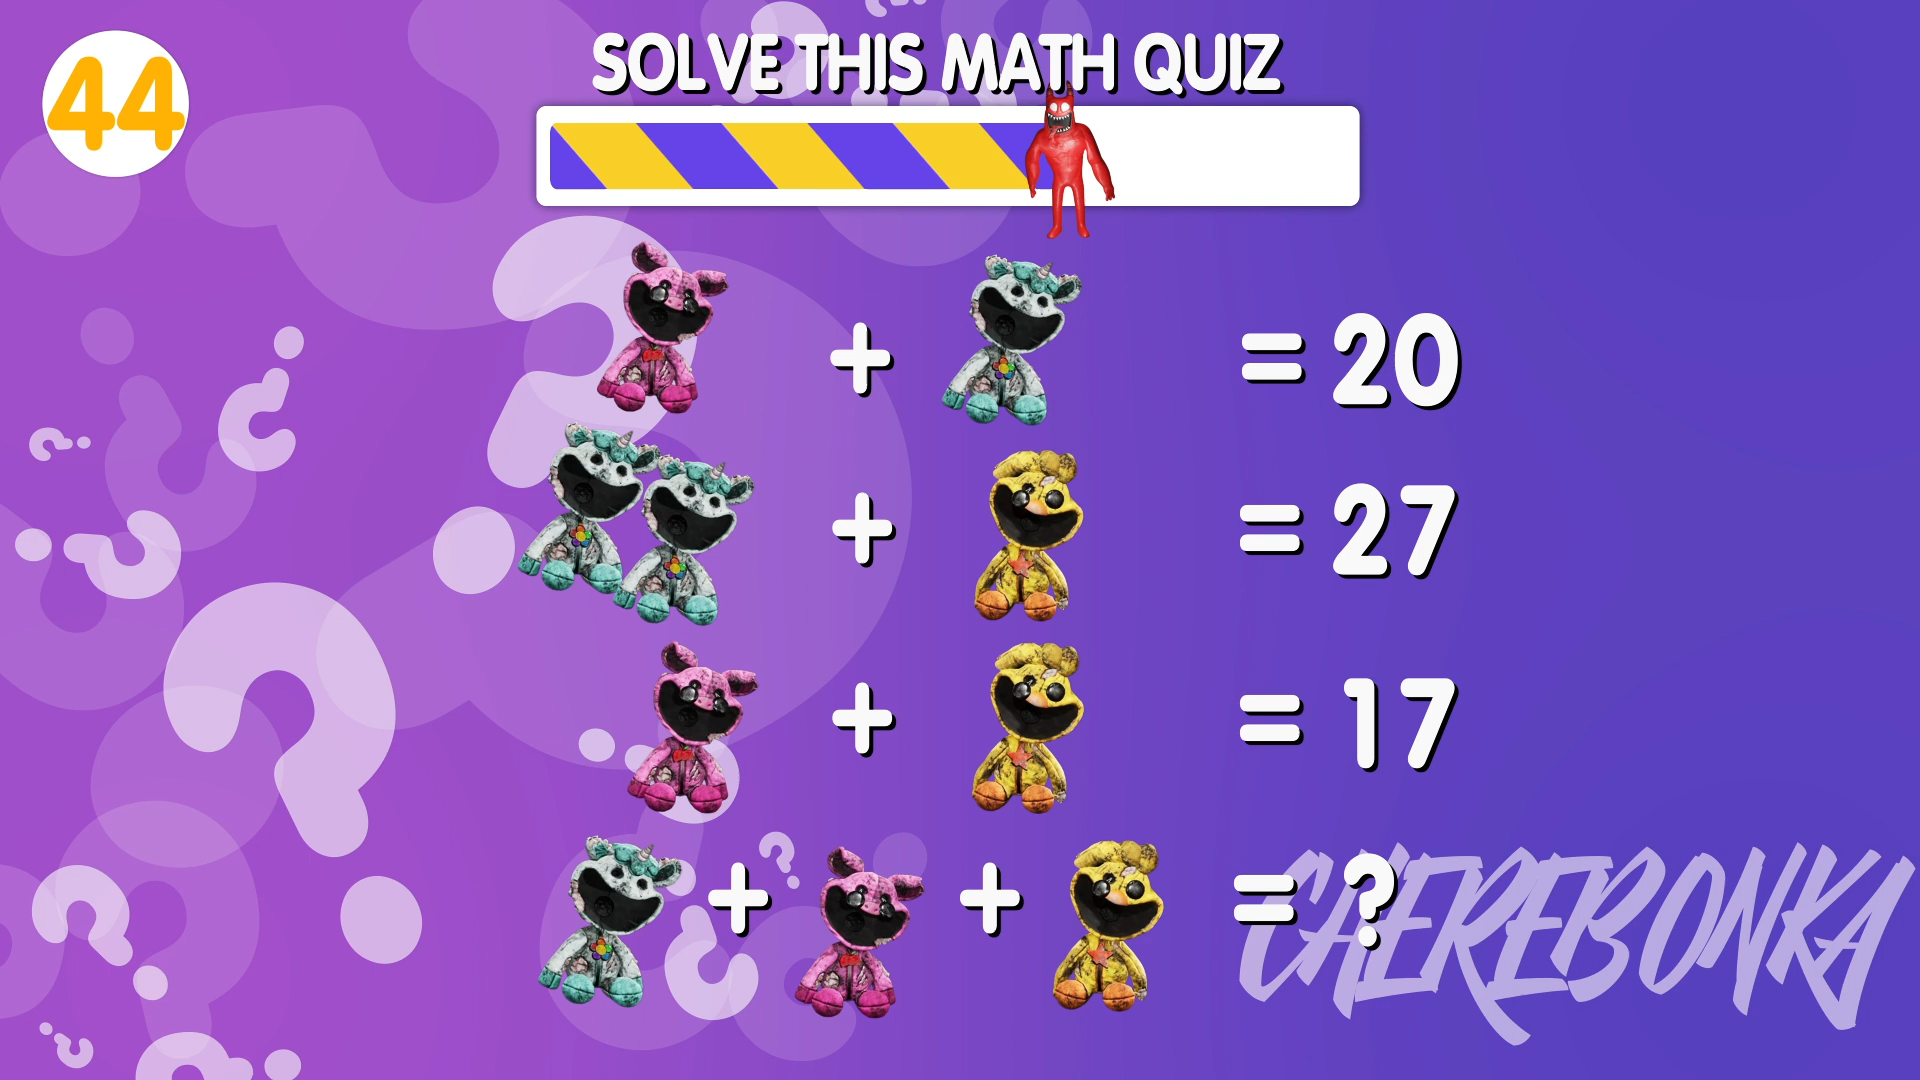 44
SOLVE THIS MATH QUIZ
+ = 20
+ = 27
+ = 17
+ + = ?
CHEREBONKA